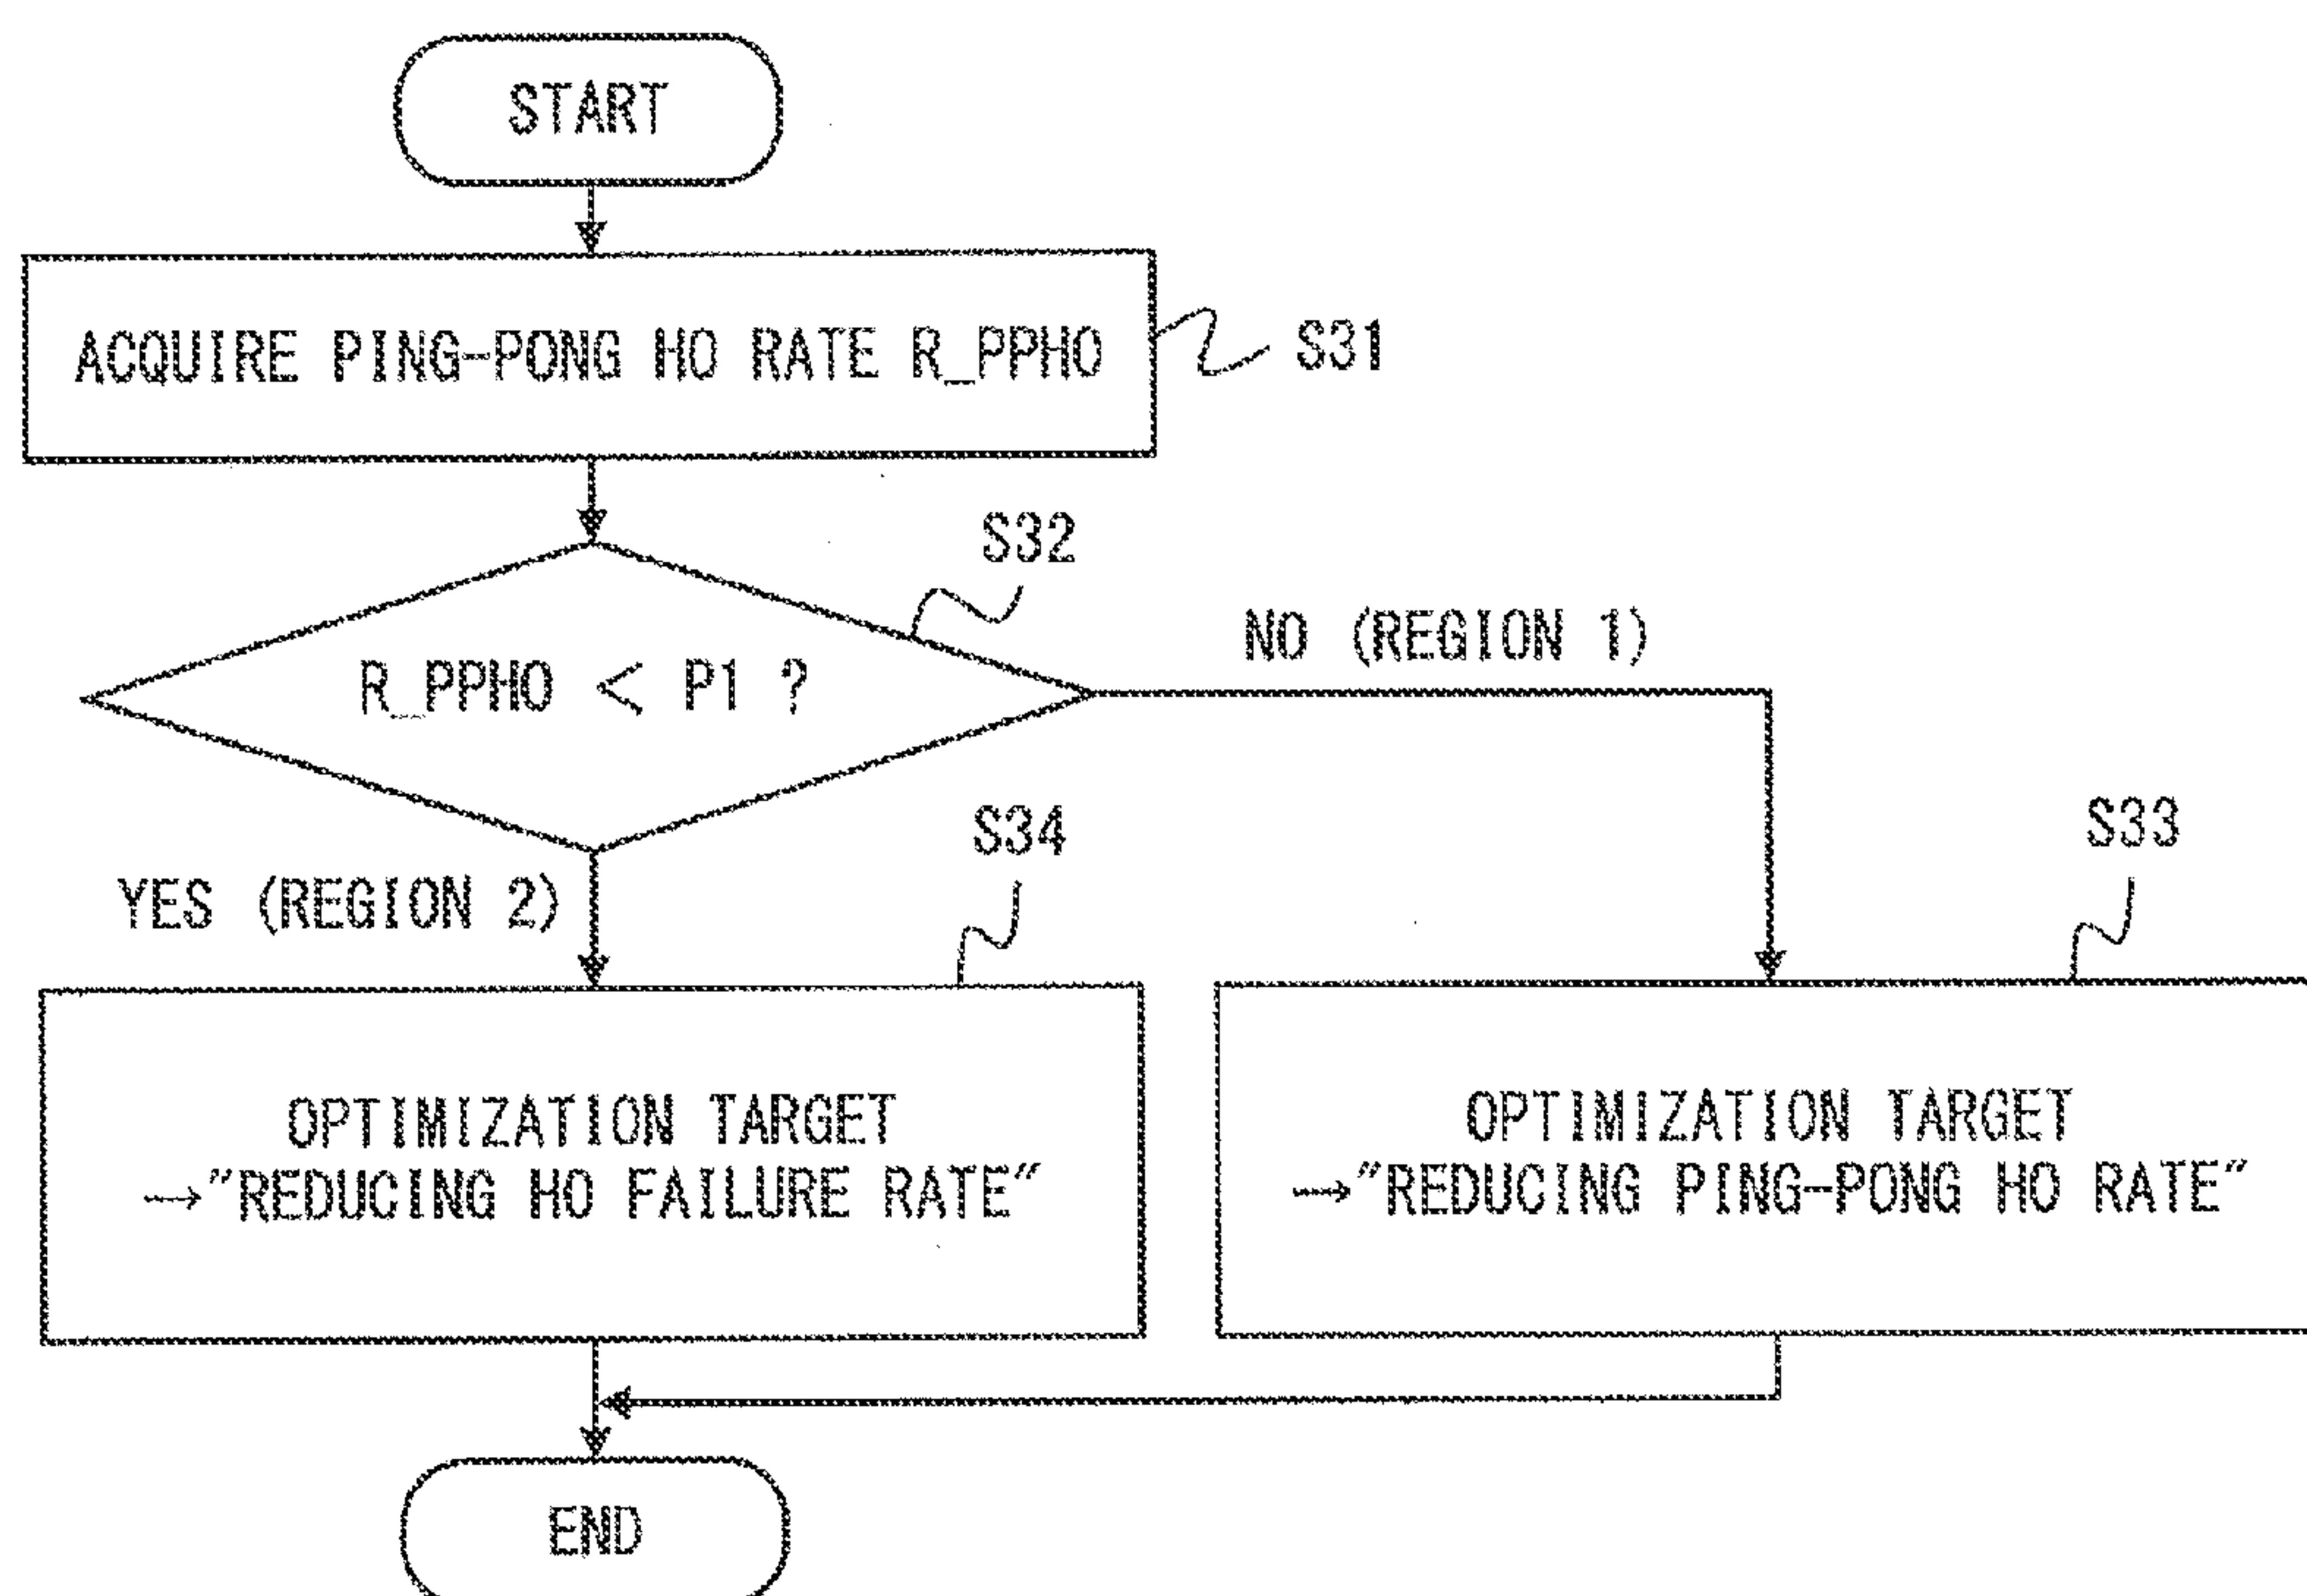 START
ACQUIRE PING-PONG HO RATE R_PPHO
S31
S32
R_PPHO < P1 ?
NO (REGION 1)
YES (REGION 2)
S34
S33
OPTIMIZATION TARGET
→"REDUCING HO FAILURE RATE"
OPTIMIZATION TARGET
→"REDUCING PING-PONG HO RATE"
END